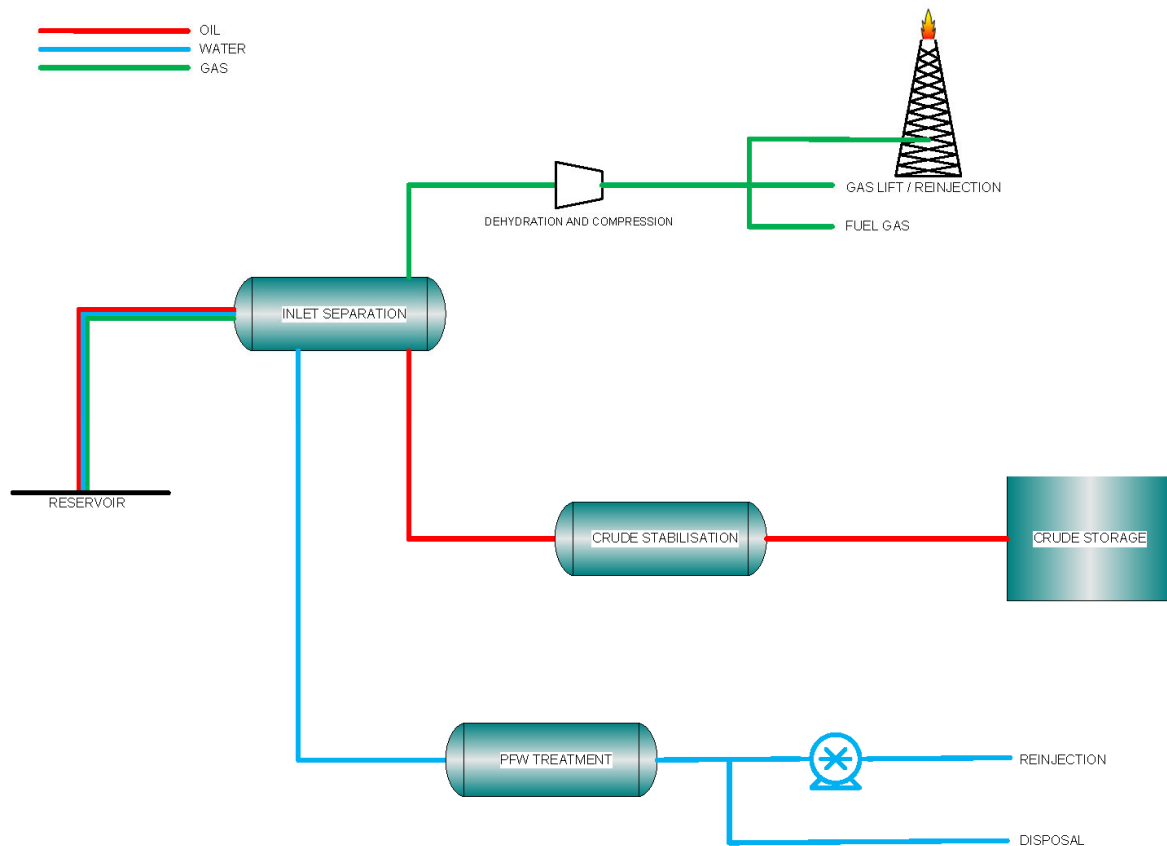 OIL
WATER
GAS
GAS LIFT / REINJECTION
DEHYDRATION AND COMPRESSION
FUEL GAS
INLET SEPARATION
RESERVOIR
CRUDE STABILISATION
CRUDE STORAGE
PFW TREATMENT
REINJECTION
DISPOSAL